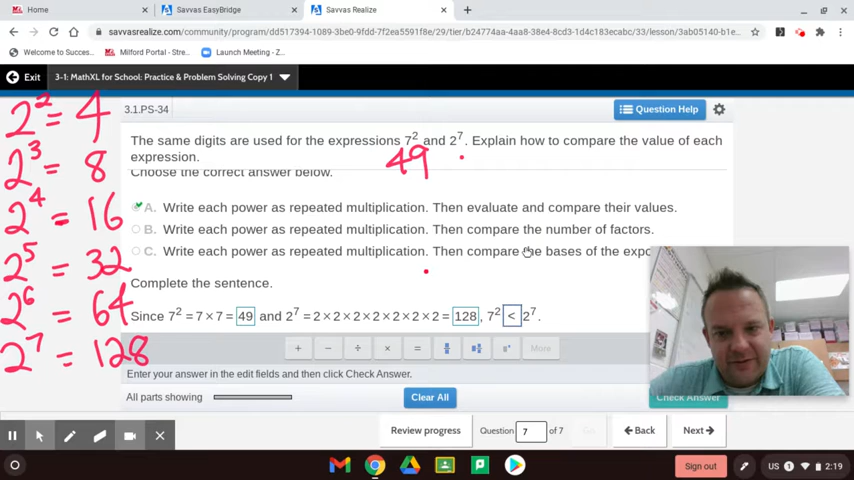 Home
Savvas EasyBridge
Savvas Realize
savvasrealize.com/community/program/dd517394-1089-3be0-9fdd-7f2ea5591f8e/29/tier/b24774aa-4aa8-38e4-8cd3-1d4c183ecabc/33/lesson/3ab05140-b1
Welcome to Succes...
Milford Portal - Stre...
Launch Meeting - Z...
Exit
3-1: MathXL for School: Practice & Problem Solving Copy 1
2² = 4
2³ = 8
2⁴ = 16
2⁵ = 32
2⁶ = 64
2⁷ = 128
3.1.PS-34
Question Help
The same digits are used for the expressions 7² and 2⁷. Explain how to compare the value of each
expression.
49
Choose the correct answer below.
A. Write each power as repeated multiplication. Then evaluate and compare their values.
B. Write each power as repeated multiplication. Then compare the number of factors.
C. Write each power as repeated multiplication. Then compare the bases of the expo
Complete the sentence.
Since 7² = 7 × 7 = 49 and 2⁷ = 2 × 2 × 2 × 2 × 2 × 2 × 2 = 128, 7² < 2⁷.
+ − ÷ × = More
Enter your answer in the edit fields and then click Check Answer.
All parts showing
Clear All
Check Answer
Review progress
Question 7 of 7
Go
Back
Next
Sign out
US
2:19